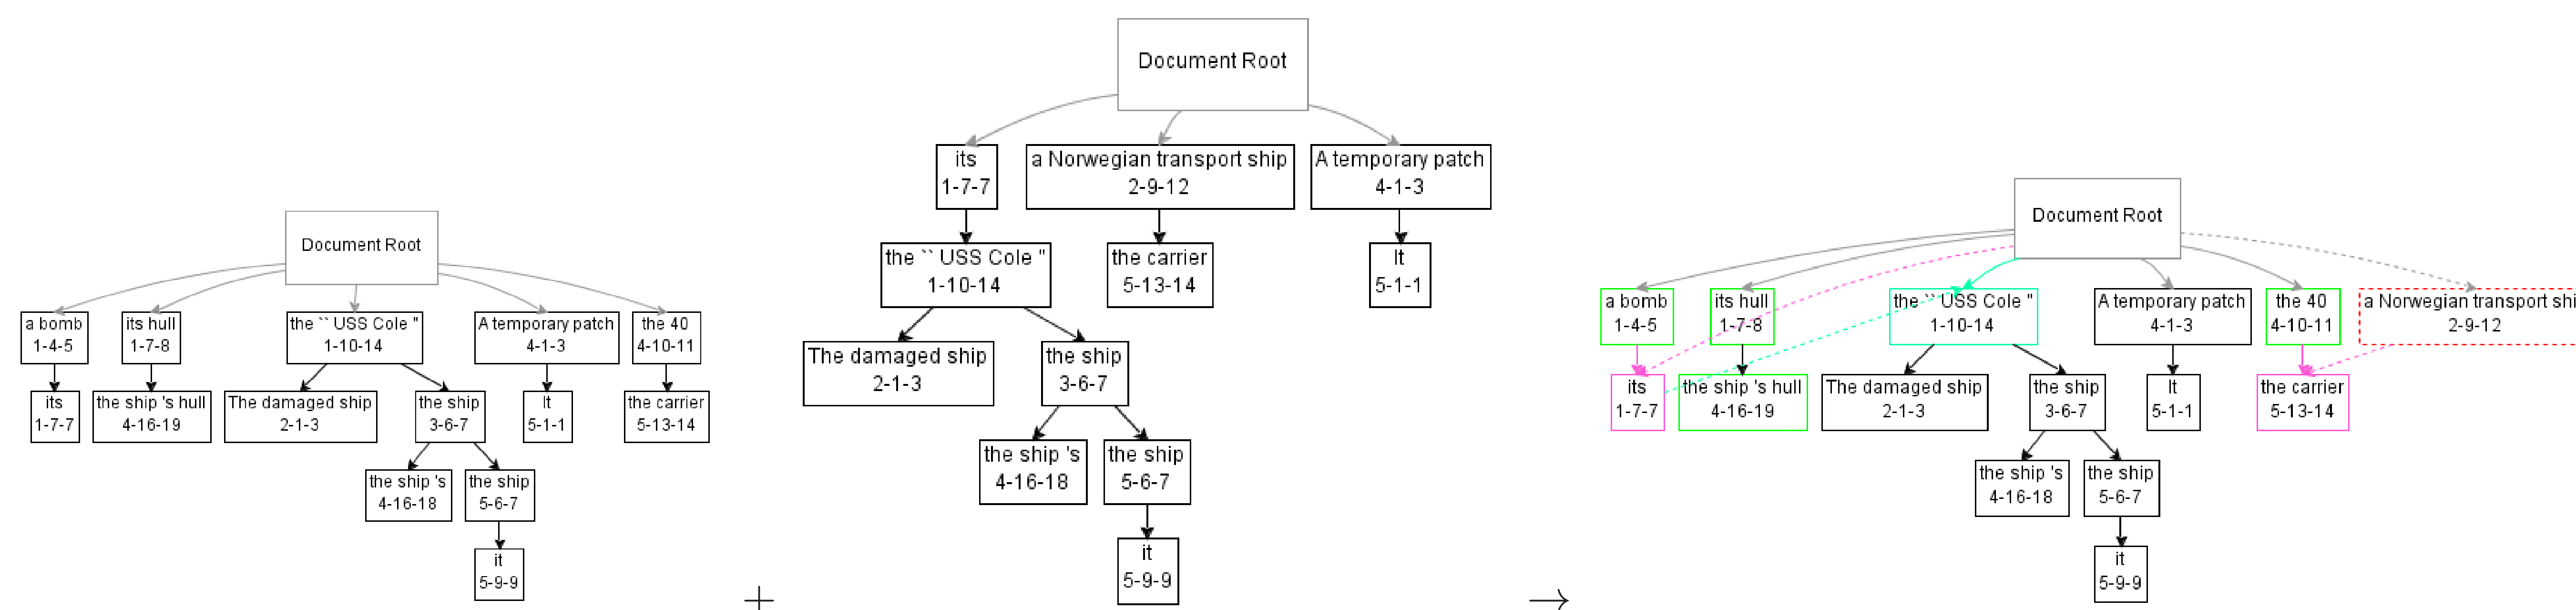 Document Root
a bomb
1-4-5
its hull
1-7-8
the `` USS Cole "
1-10-14
A temporary patch
4-1-3
the 40
4-10-11
its
1-7-7
the ship 's hull
4-16-19
The damaged ship
2-1-3
the ship
3-6-7
It
5-1-1
the carrier
5-13-14
the ship 's
4-16-18
the ship
5-6-7
it
5-9-9
+
Document Root
its
1-7-7
a Norwegian transport ship
2-9-12
A temporary patch
4-1-3
the `` USS Cole "
1-10-14
the carrier
5-13-14
It
5-1-1
The damaged ship
2-1-3
the ship
3-6-7
the ship 's
4-16-18
the ship
5-6-7
it
5-9-9
→
Document Root
a bomb
1-4-5
its hull
1-7-8
the `` USS Cole "
1-10-14
A temporary patch
4-1-3
the 40
4-10-11
a Norwegian transport shi
2-9-12
its
1-7-7
the ship 's hull
4-16-19
The damaged ship
2-1-3
the ship
3-6-7
It
5-1-1
the carrier
5-13-14
the ship 's
4-16-18
the ship
5-6-7
it
5-9-9